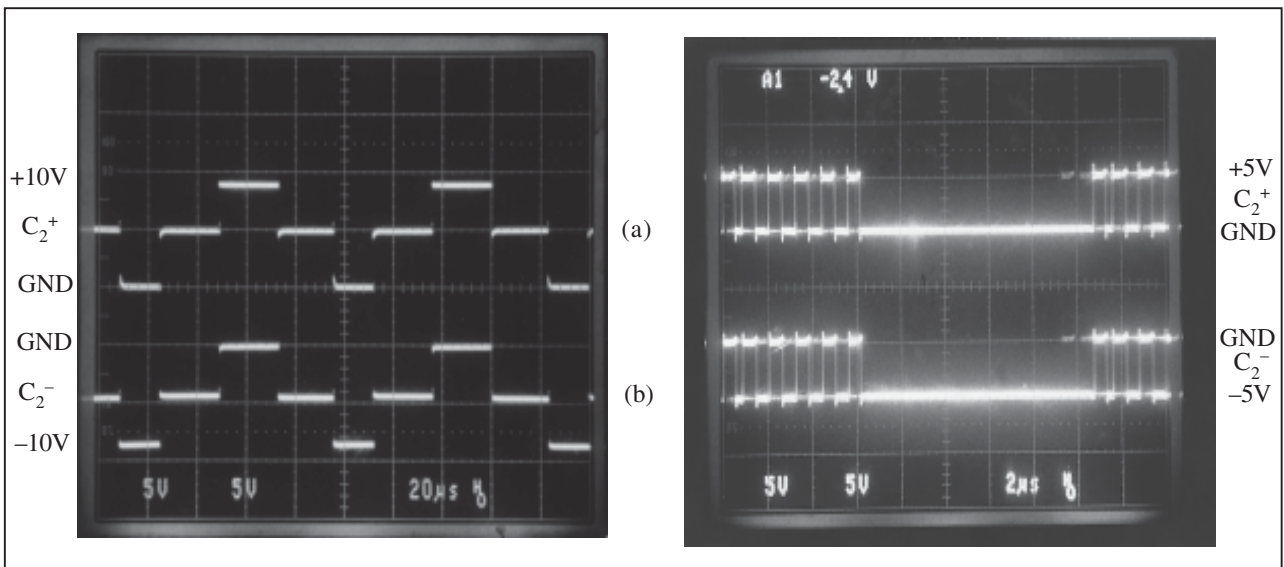 +10V
C₂⁺
GND
GND
C₂⁻
–10V
5V 5V 20μs
(a)
(b)
A1 -2.4 V
5V 5V 2μs
+5V
C₂⁺
GND
GND
C₂⁻
–5V